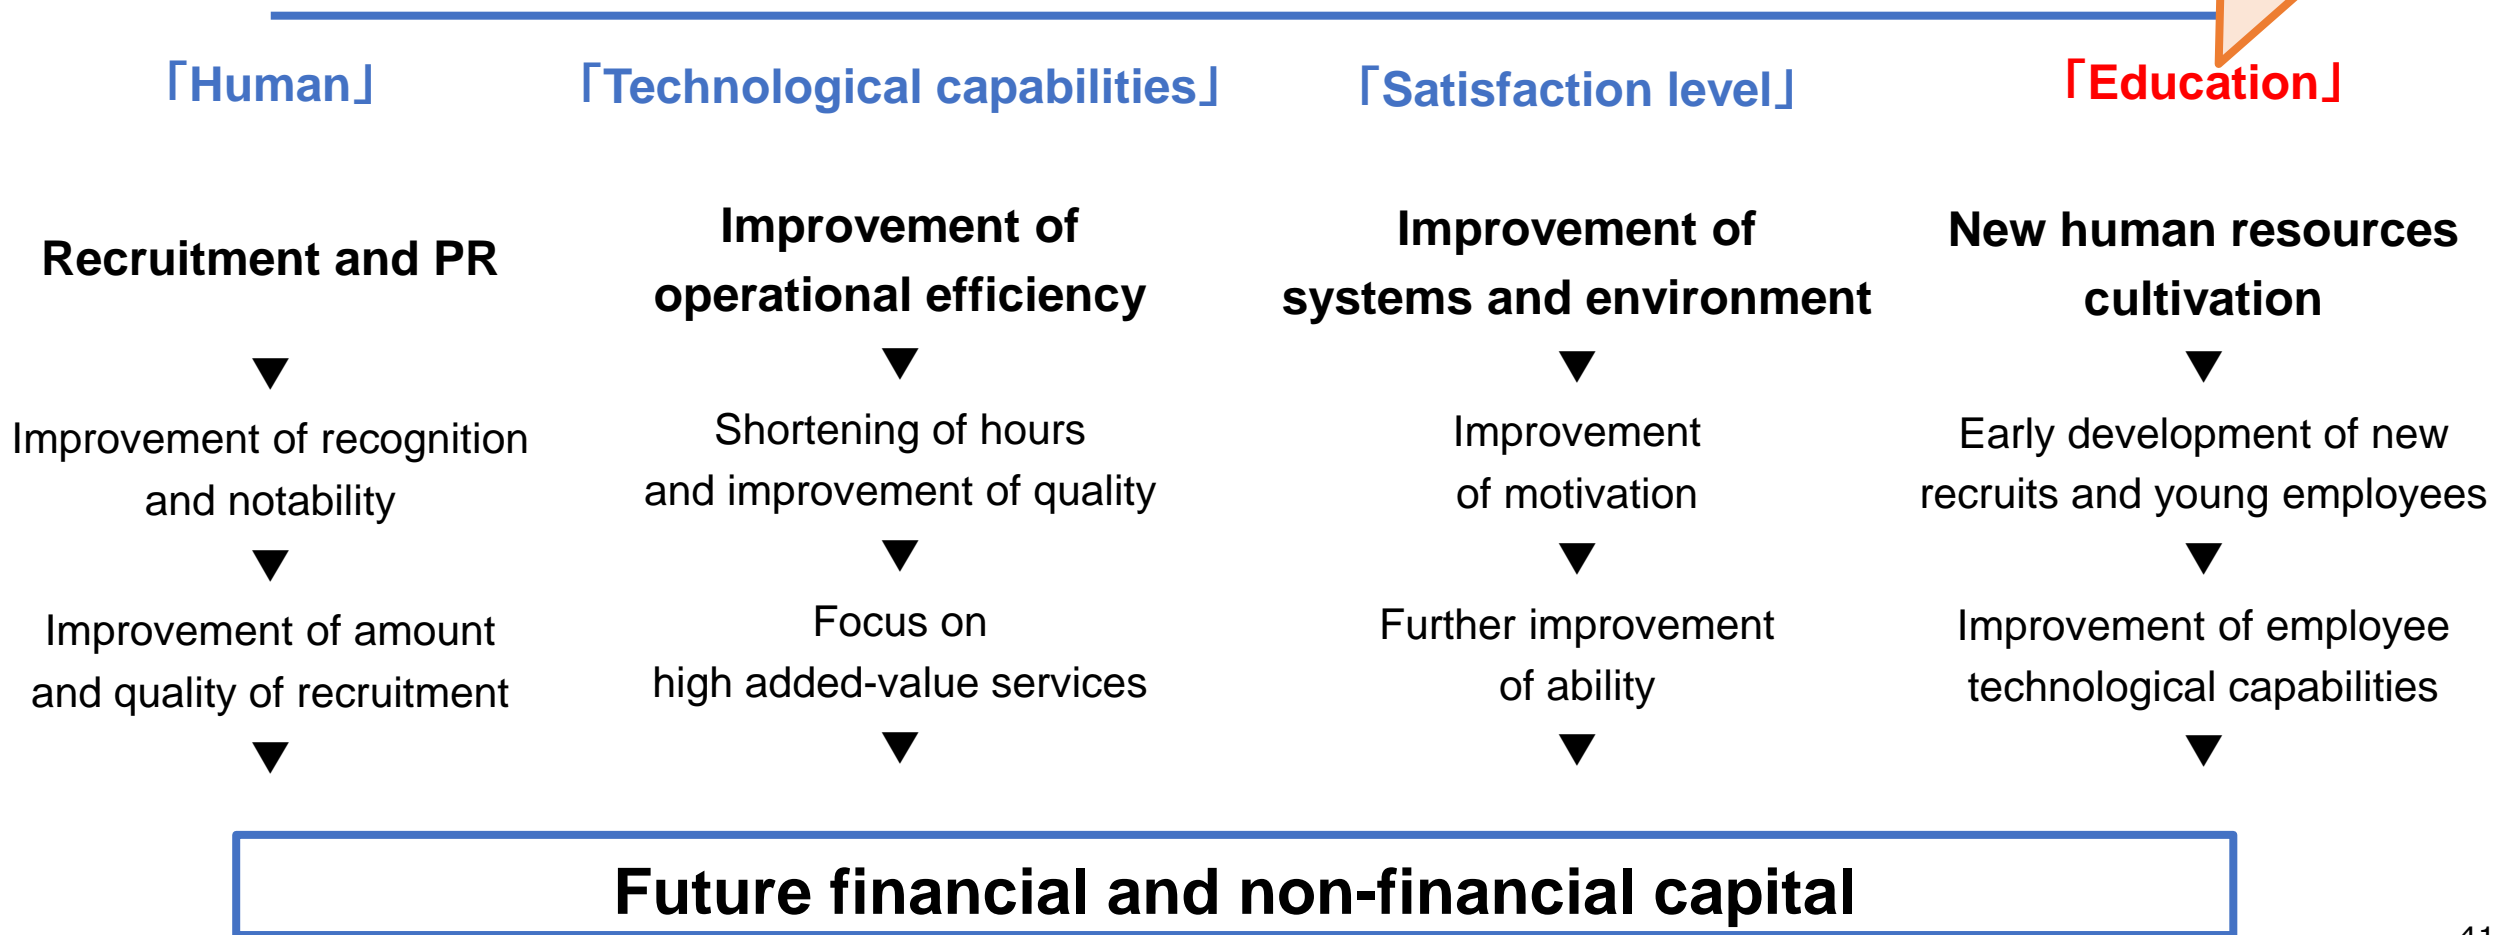 「Human」
Recruitment and PR
▼
Improvement of recognition
and notability
▼
Improvement of amount
and quality of recruitment
▼
「Technological capabilities」
Improvement of
operational efficiency
▼
Shortening of hours
and improvement of quality
▼
Focus on
high added-value services
▼
「Satisfaction level」
Improvement of
systems and environment
▼
Improvement
of motivation
▼
Further improvement
of ability
▼
「Education」
New human resources
cultivation
▼
Early development of new
recruits and young employees
▼
Improvement of employee
technological capabilities
▼
Future financial and non-financial capital
41